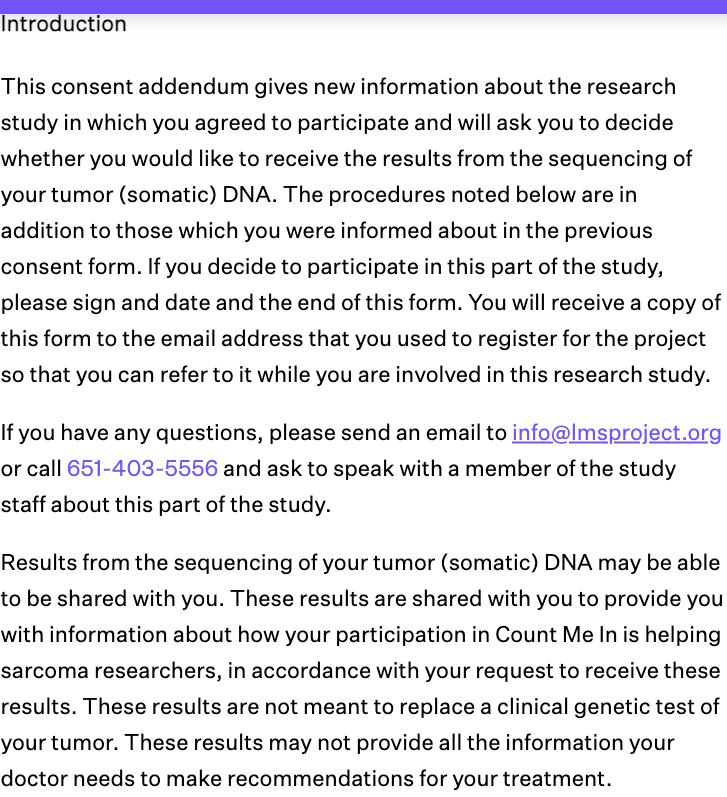 Introduction
This consent addendum gives new information about the research
study in which you agreed to participate and will ask you to decide
whether you would like to receive the results from the sequencing of
your tumor (somatic) DNA. The procedures noted below are in
addition to those which you were informed about in the previous
consent form. If you decide to participate in this part of the study,
please sign and date and the end of this form. You will receive a copy of
this form to the email address that you used to register for the project
so that you can refer to it while you are involved in this research study.
If you have any questions, please send an email to info@lmsproject.org
or call 651-403-5556 and ask to speak with a member of the study
staff about this part of the study.
Results from the sequencing of your tumor (somatic) DNA may be able
to be shared with you. These results are shared with you to provide you
with information about how your participation in Count Me In is helping
sarcoma researchers, in accordance with your request to receive these
results. These results are not meant to replace a clinical genetic test of
your tumor. These results may not provide all the information your
doctor needs to make recommendations for your treatment.